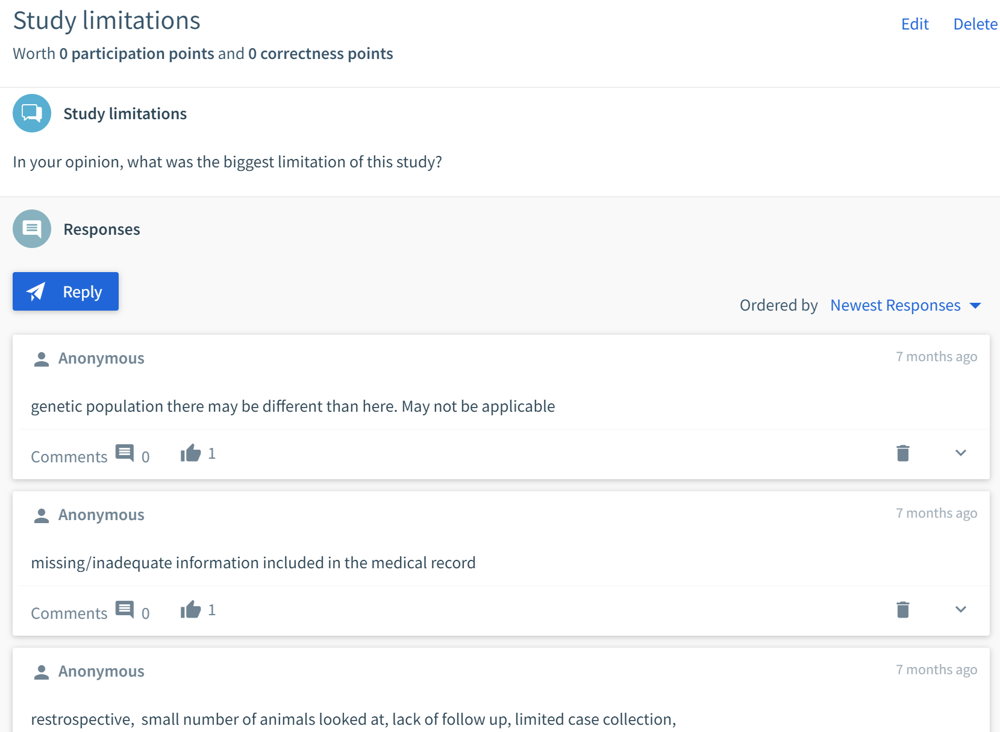 Study limitations
Edit
Delete
Worth 0 participation points and 0 correctness points
Study limitations
In your opinion, what was the biggest limitation of this study?
Responses
Reply
Ordered by Newest Responses
Anonymous
7 months ago
genetic population there may be different than here. May not be applicable
Comments 0 1
Anonymous
7 months ago
missing/inadequate information included in the medical record
Comments 0 1
Anonymous
7 months ago
restrospective, small number of animals looked at, lack of follow up, limited case collection,